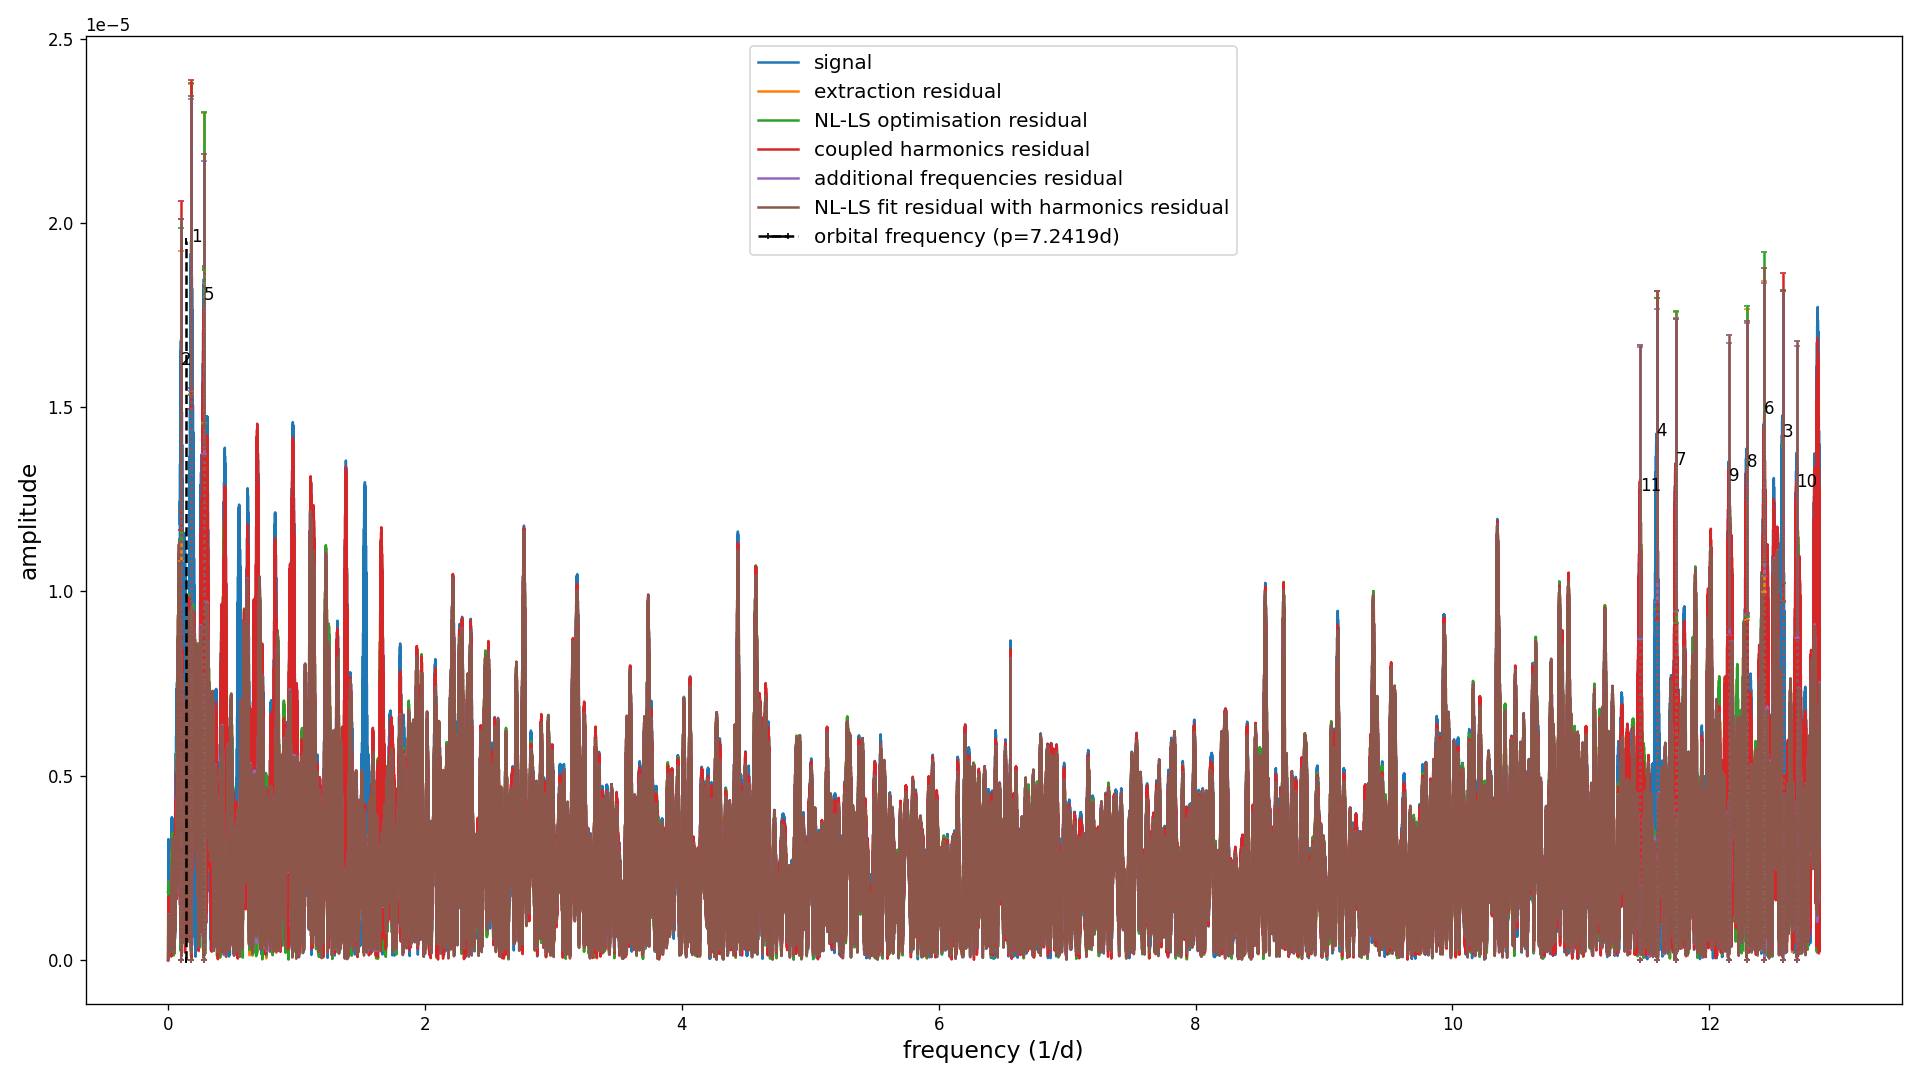 1e−5
2.5
2.0
1.5
1.0
0.5
0.0
amplitude
signal
extraction residual
NL-LS optimisation residual
coupled harmonics residual
additional frequencies residual
NL-LS fit residual with harmonics residual
orbital frequency (p=7.2419d)
1
5
2
6
4
3
7
8
9
10
11
0
2
4
6
8
10
12
frequency (1/d)